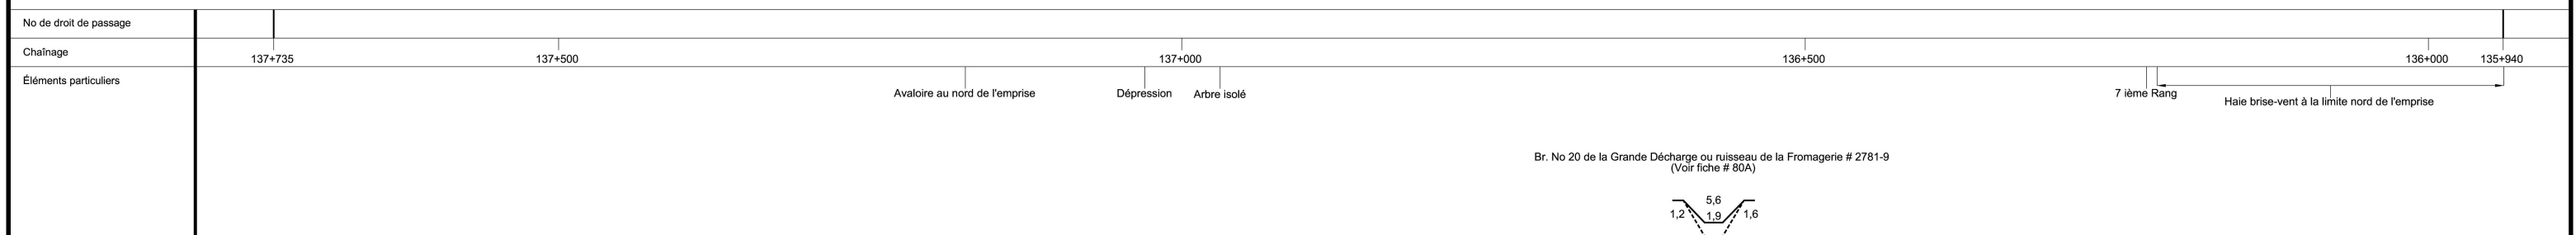 No de droit de passage
Chaînage
137+735
137+500
137+000
136+500
136+000
135+940
Éléments particuliers
Avaloire au nord de l'emprise
Dépression
Arbre isolé
7 ième Rang
Haie brise-vent à la limite nord de l'emprise
Br. No 20 de la Grande Décharge ou ruisseau de la Fromagerie # 2781-9
(Voir fiche # 80A)
5,6
1,2
1,9
1,6